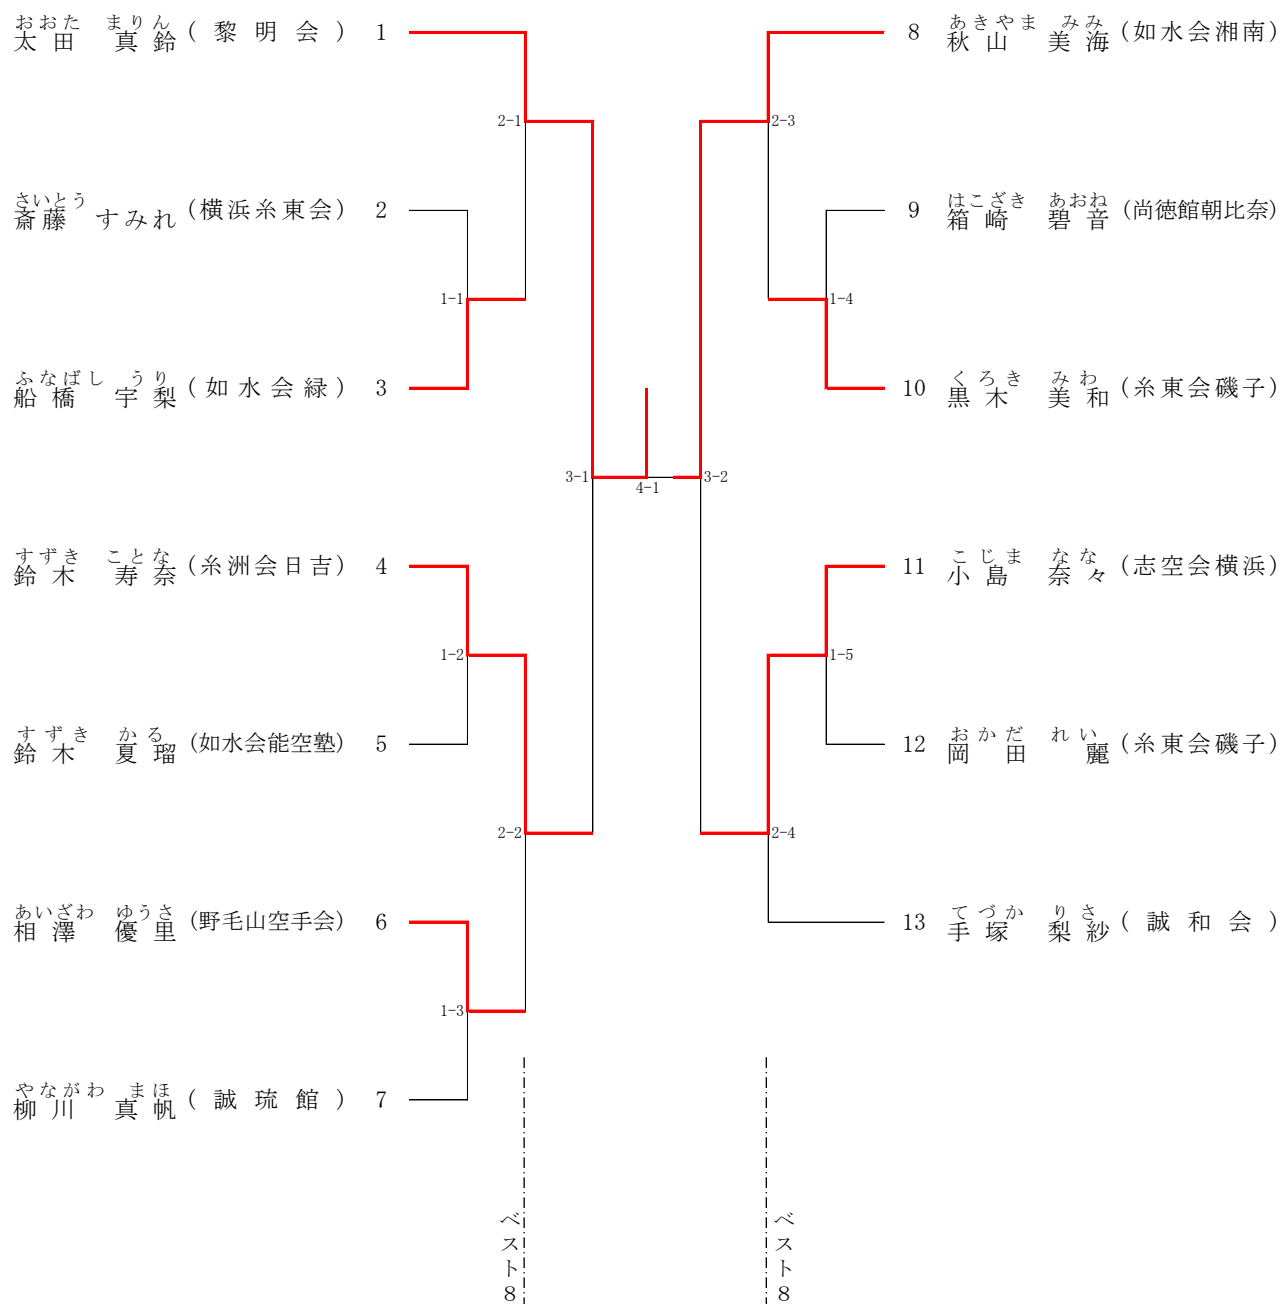 おおた まりん
太田 真鈴 (黎明会) 1
2-1
さいとう
斎藤 すみれ (横浜糸東会) 2
1-1
ふなばし うり
船橋 宇梨 (如水会緑) 3
3-1
すずき ことな
鈴木 寿奈 (糸洲会日吉) 4
1-2
すずき かる
鈴木 夏瑠 (如水会能空塾) 5
2-2
あいざわ ゆうさ
相澤 優里 (野毛山空手会) 6
1-3
やながわ まほ
柳川 真帆 (誠琉館) 7
ベスト8
4-1
あきやま みみ
8 秋山 美海 (如水会湘南)
2-3
はこざき あおね
9 箱崎 碧音 (尚徳館朝比奈)
1-4
くろき みわ
10 黒木 美和 (糸東会磯子)
3-2
こじま なな
11 小島 奈々 (志空会横浜)
1-5
おかだ れい
12 岡田 麗 (糸東会磯子)
2-4
てづか りさ
13 手塚 梨紗 (誠和会)
ベスト8